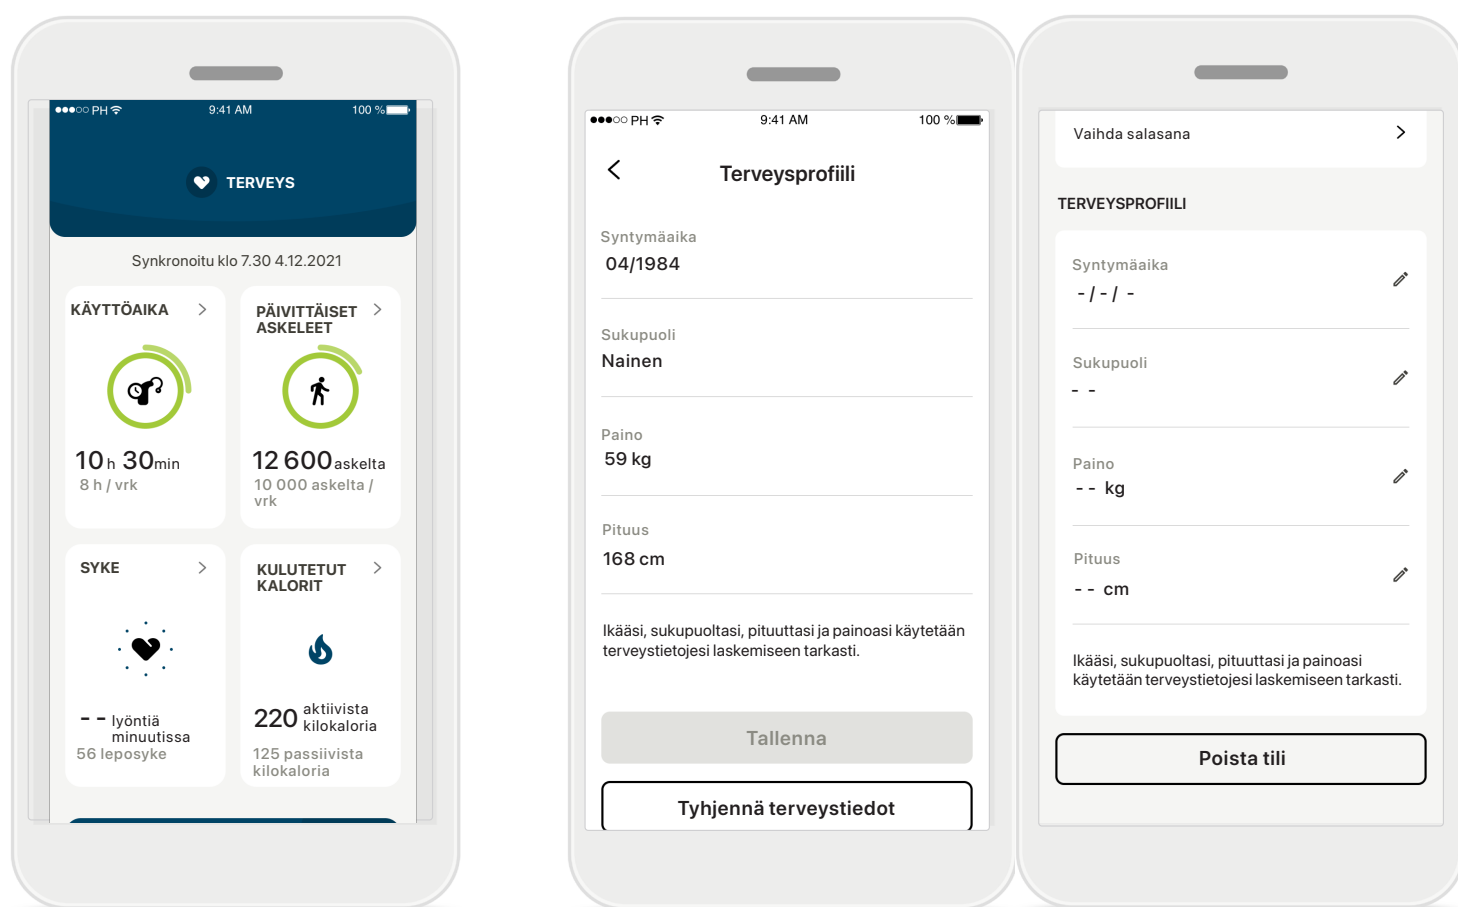 PH 9:41 AM 100 %
TERVEYS
Synkronoitu klo 7.30 4.12.2021
KÄYTTÖAIKA
10 h 30min
8 h / vrk
PÄIVITTÄISET
ASKELEET
12 600 askelta
10 000 askelta /
vrk
SYKE
- - lyöntiä
minuutissa
56 leposyke
KULUTETUT
KALORIT
220 aktiivista
kilokaloria
125 passiivista
kilokaloria
PH 9:41 AM 100 %
Terveysprofiili
Syntymäaika
04/1984
Sukupuoli
Nainen
Paino
59 kg
Pituus
168 cm
Ikääsi, sukupuoltasi, pituuttasi ja painoasi käytetään
terveystietojesi laskemiseen tarkasti.
Tallenna
Tyhjennä terveystiedot
Vaihda salasana
TERVEYSPROFIILI
Syntymäaika
- / - / -
Sukupuoli
- -
Paino
- - kg
Pituus
- - cm
Ikääsi, sukupuoltasi, pituuttasi ja painoasi
käytetään terveystietojesi laskemiseen tarkasti.
Poista tili